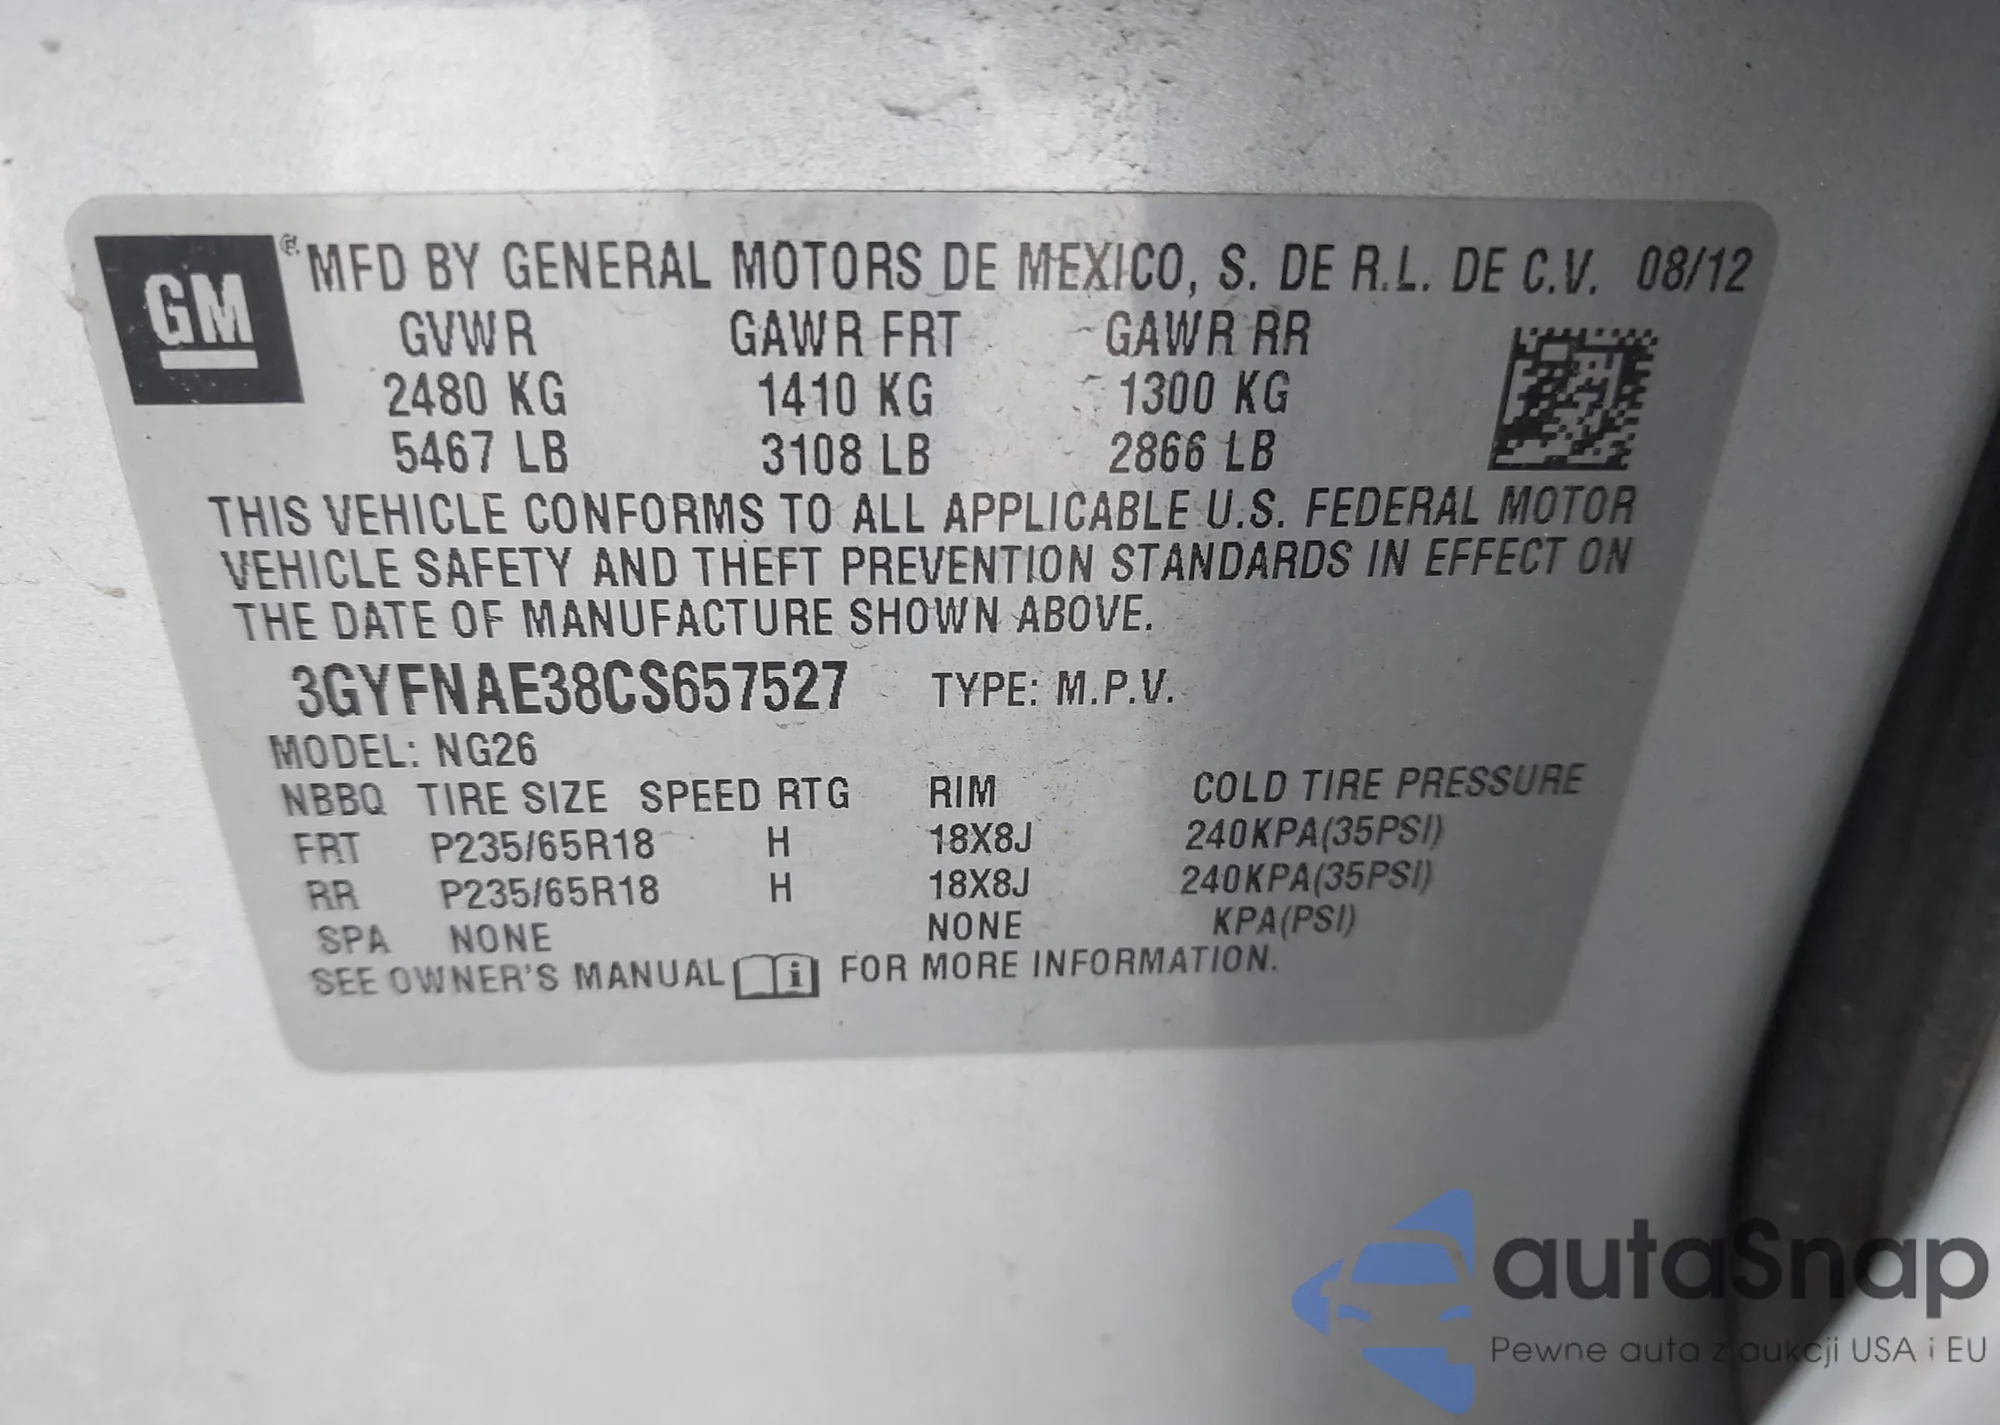 GM ® MFD BY GENERAL MOTORS DE MEXICO, S. DE R.L. DE C.V. 08/12
GVWR GAWR FRT GAWR RR
2480 KG 1410 KG 1300 KG
5467 LB 3108 LB 2866 LB
THIS VEHICLE CONFORMS TO ALL APPLICABLE U.S. FEDERAL MOTOR
VEHICLE SAFETY AND THEFT PREVENTION STANDARDS IN EFFECT ON
THE DATE OF MANUFACTURE SHOWN ABOVE.
3GYFNAE38CS657527 TYPE: M.P.V.
MODEL: NG26
NBBQ TIRE SIZE SPEED RTG RIM COLD TIRE PRESSURE
FRT P235/65R18 H 18X8J 240KPA(35PSI)
RR P235/65R18 H 18X8J 240KPA(35PSI)
SPA NONE NONE KPA(PSI)
SEE OWNER'S MANUAL i FOR MORE INFORMATION.
autaSnap
Pewne auta z aukcji USA i EU